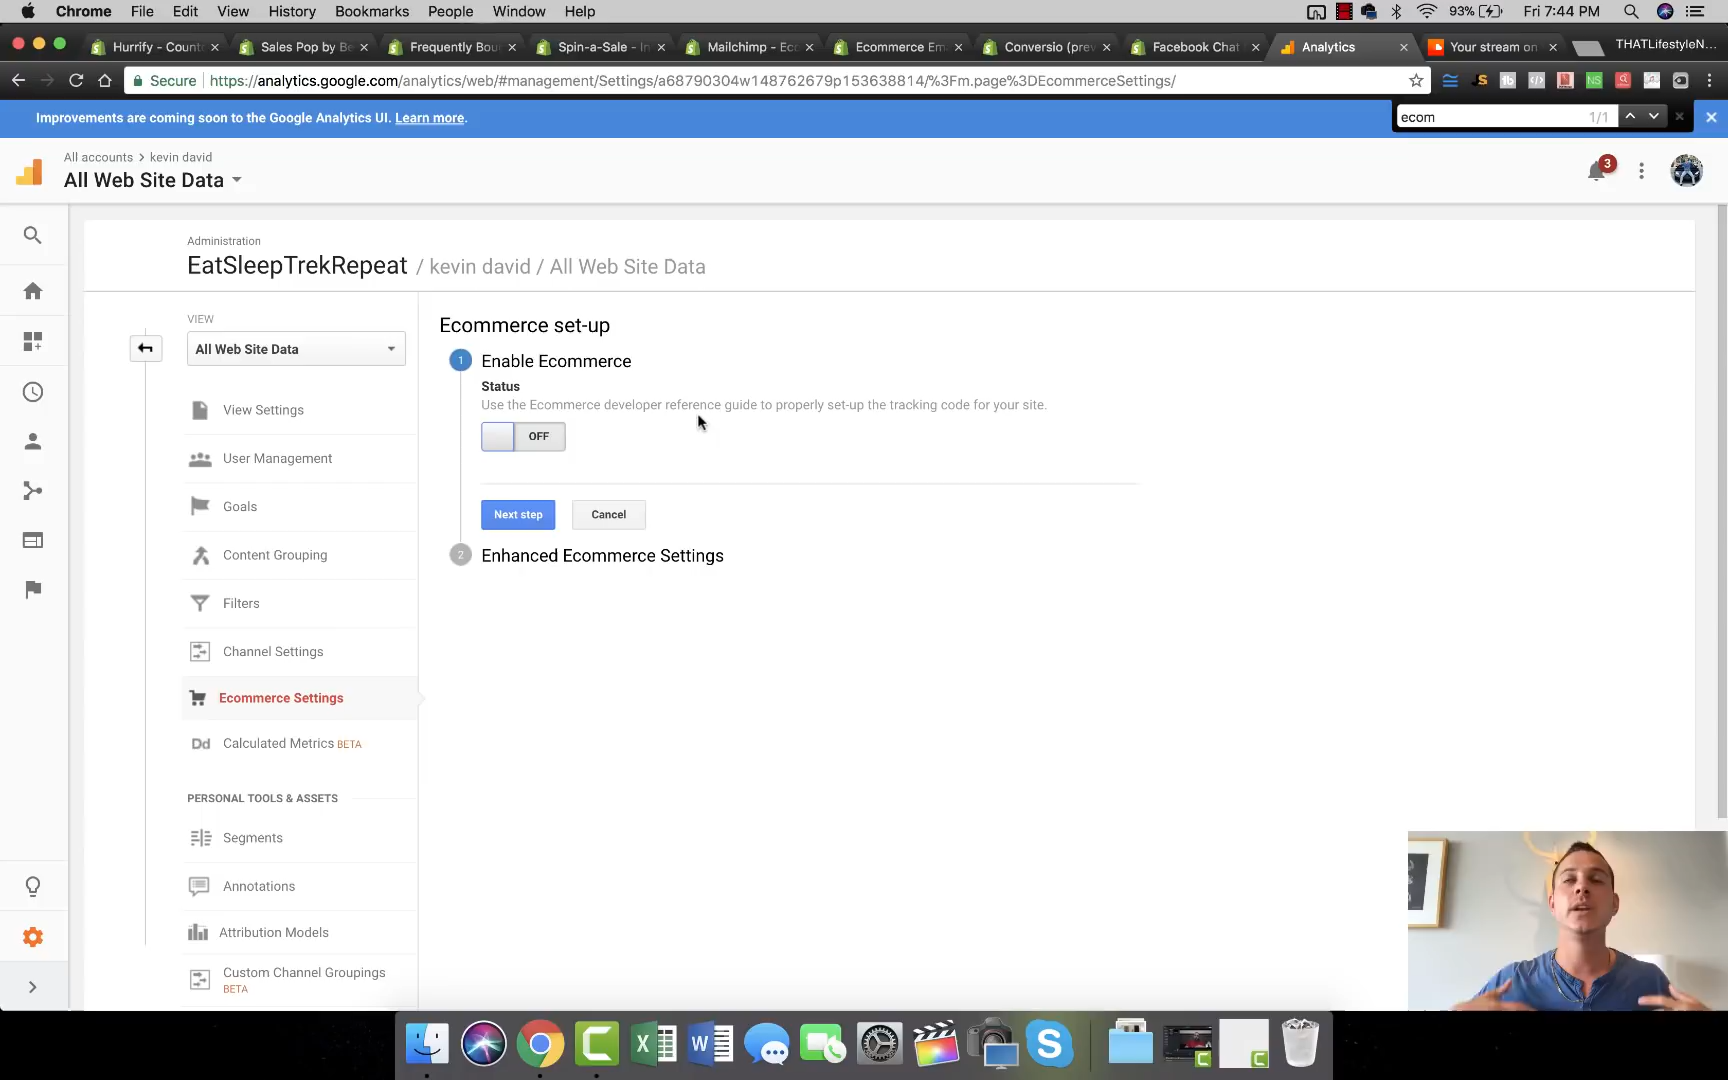 Chrome File Edit View History Bookmarks People Window Help 93% Fri 7:44 PM
Hurrify - Count Sales Pop by Be Frequently Bou Spin-a-Sale - In Mailchimp - Eco Ecommerce Em Conversio (prev Facebook Chat Analytics Your stream on THATLifestyleN...
Secure https://analytics.google.com/analytics/web/#management/Settings/a68790304w148762679p153638814/%3Fm.page%3DEcommerceSettings/
Improvements are coming soon to the Google Analytics UI. Learn more.
ecom 1/1
All accounts > kevin david
All Web Site Data
3
Administration
EatSleepTrekRepeat / kevin david / All Web Site Data
VIEW
All Web Site Data
View Settings
User Management
Goals
Content Grouping
Filters
Channel Settings
Ecommerce Settings
Dd Calculated Metrics BETA
PERSONAL TOOLS & ASSETS
Segments
Annotations
Attribution Models
Custom Channel Groupings
BETA
Ecommerce set-up
1 Enable Ecommerce
Status
Use the Ecommerce developer reference guide to properly set-up the tracking code for your site.
OFF
Next step Cancel
2 Enhanced Ecommerce Settings